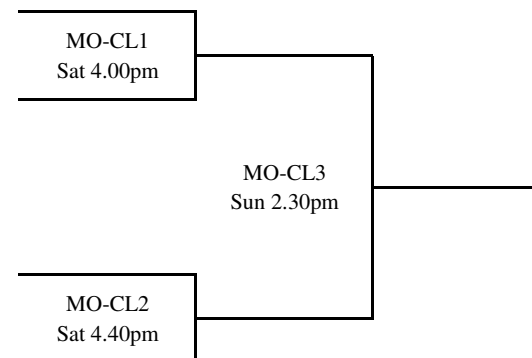 MO-CL1
Sat 4.00pm
MO-CL3
Sun 2.30pm
MO-CL2
Sat 4.40pm